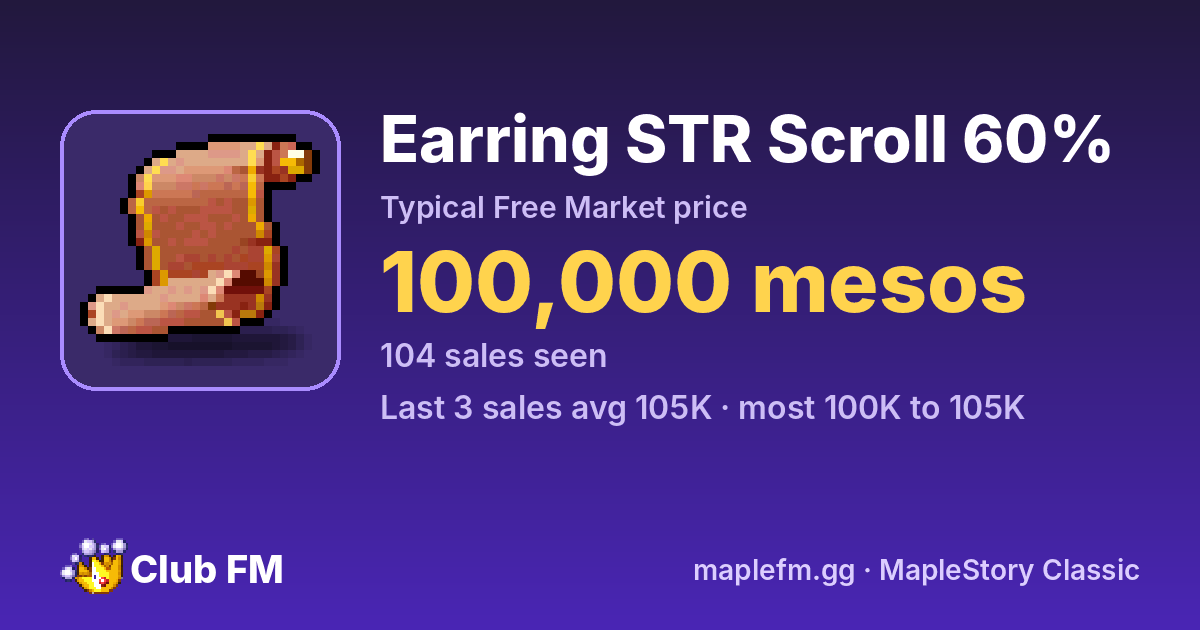 Earring STR Scroll 60%
Typical Free Market price
100,000 mesos
104 sales seen
Last 3 sales avg 105K · most 100K to 105K
Club FM
maplefm.gg · MapleStory Classic